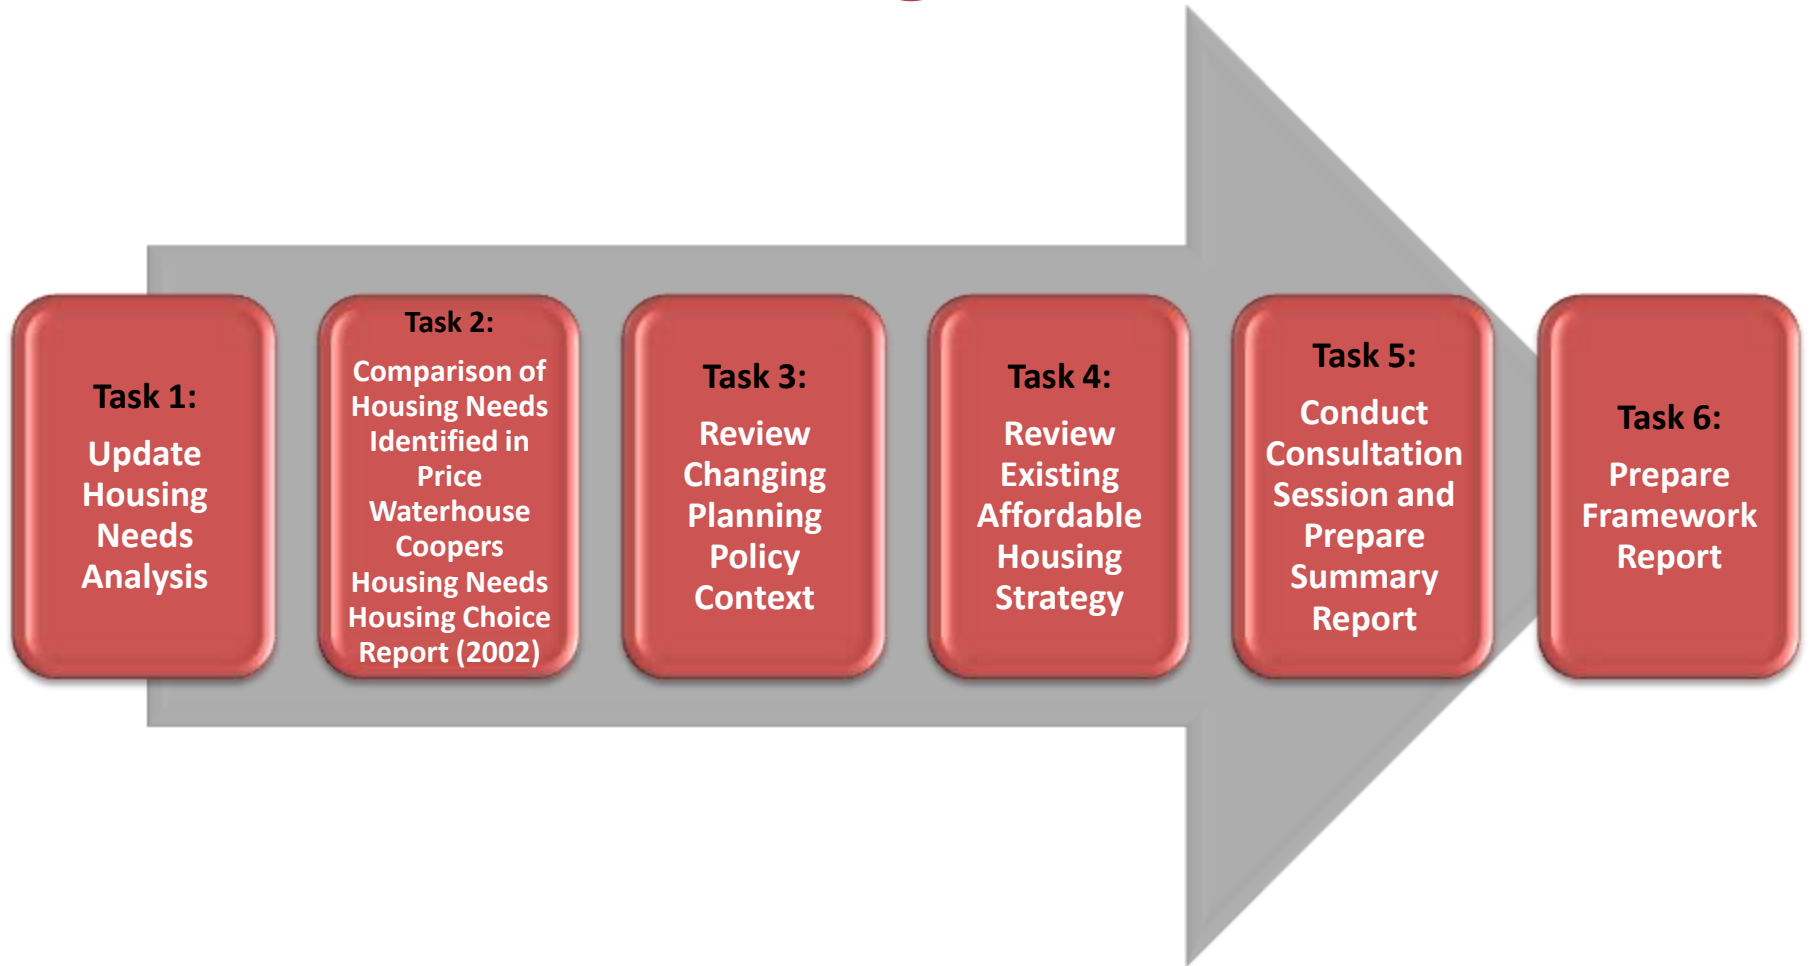 Task 1:
Update
Housing
Needs
Analysis
Task 2:
Comparison of
Housing Needs
Identified in
Price
Waterhouse
Coopers
Housing Needs
Housing Choice
Report (2002)
Task 3:
Review
Changing
Planning
Policy
Context
Task 4:
Review
Existing
Affordable
Housing
Strategy
Task 5:
Conduct
Consultation
Session and
Prepare
Summary
Report
Task 6:
Prepare
Framework
Report